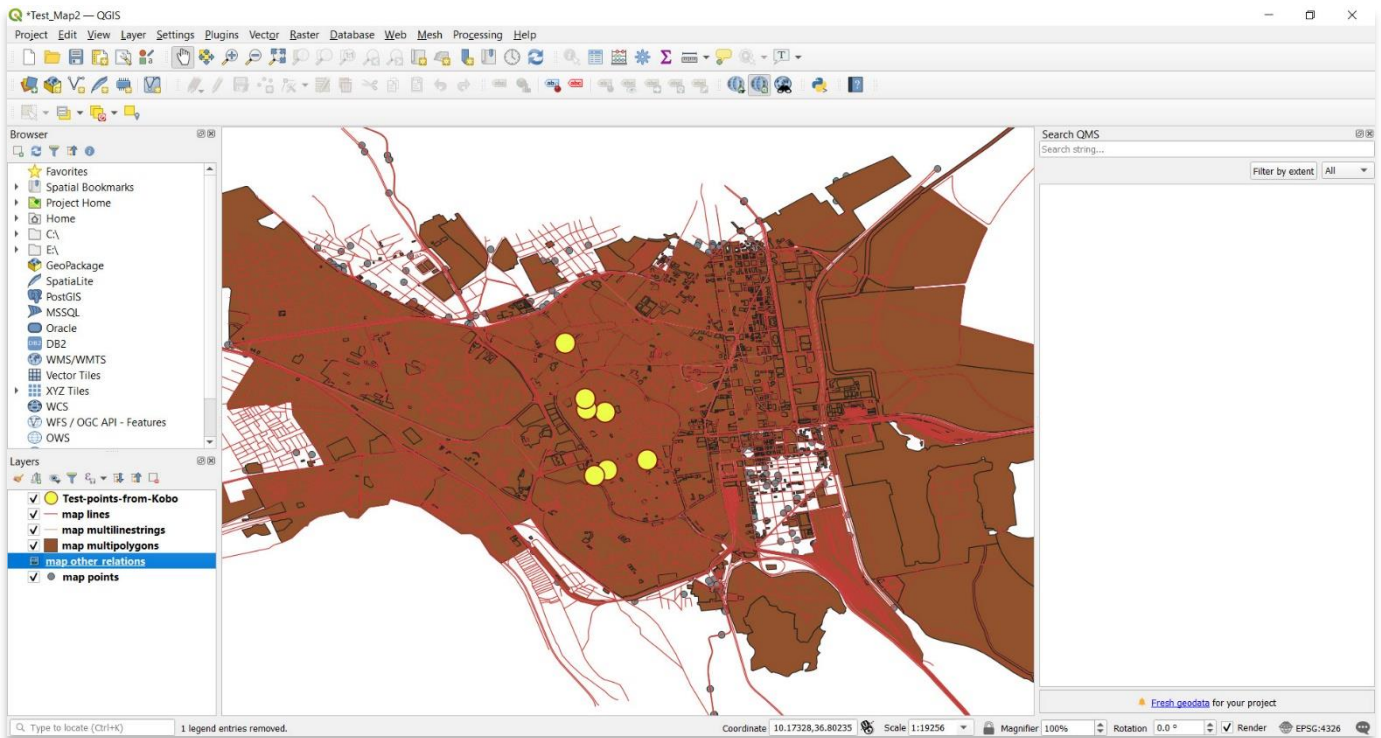 *Test_Map2 — QGIS
Project Edit View Layer Settings Plugins Vector Raster Database Web Mesh Processing Help
Browser
Favorites
Spatial Bookmarks
Project Home
Home
C:\
E:\
GeoPackage
SpatiaLite
PostGIS
MSSQL
Oracle
DB2
WMS/WMTS
Vector Tiles
XYZ Tiles
WCS
WFS / OGC API - Features
OWS
Layers
Test-points-from-Kobo
map lines
map multilinestrings
map multipolygons
map other relations
map points
Search QMS
Search string...
Filter by extent All
Fresh geodata for your project
Type to locate (Ctrl+K) 1 legend entries removed. Coordinate 10.17328,36.80235 Scale 1:19256 Magnifier 100% Rotation 0.0 ° Render EPSG:4326